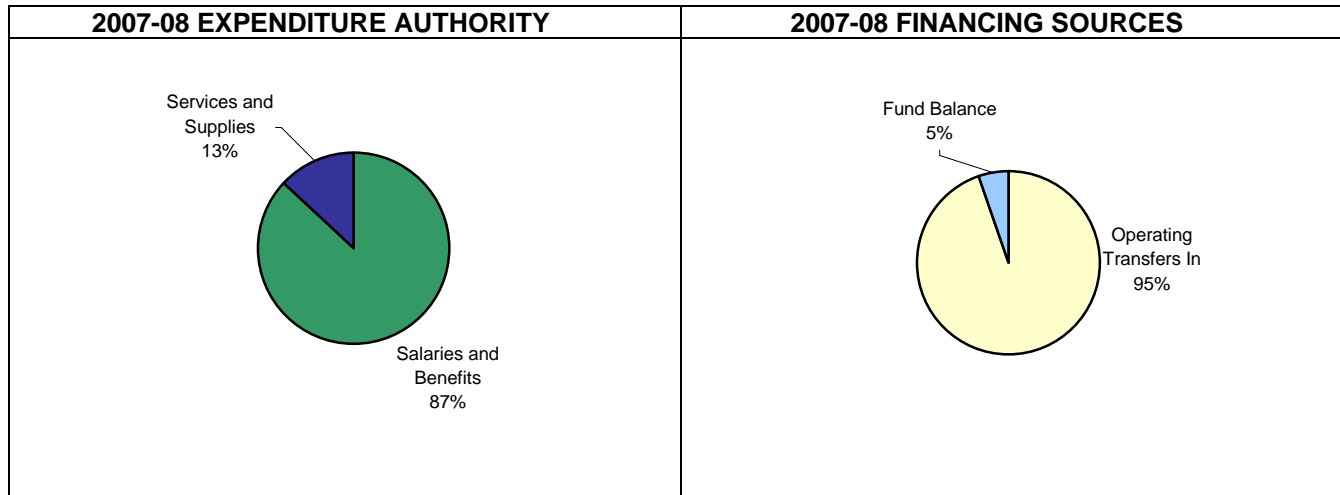 2007-08 EXPENDITURE AUTHORITY
Services and
Supplies
13%
Salaries and
Benefits
87%
2007-08 FINANCING SOURCES
Fund Balance
5%
Operating
Transfers In
95%